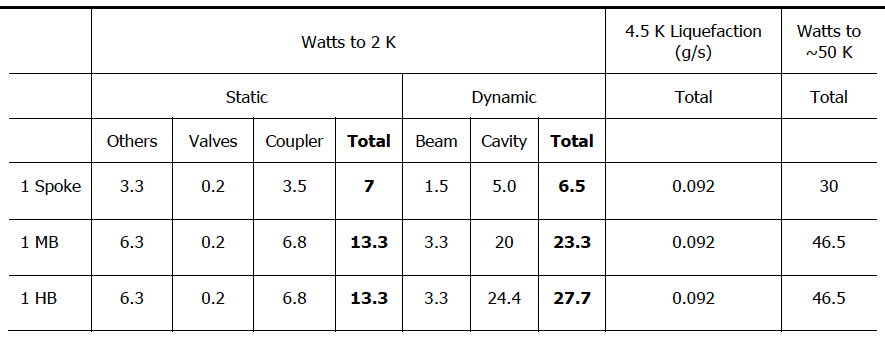 Watts to 2 K 4.5 K Liquefaction (g/s) Watts to ~50 K
Static Dynamic Total Total
Others Valves Coupler Total Beam Cavity Total
1 Spoke 3.3 0.2 3.5 7 1.5 5.0 6.5 0.092 30
1 MB 6.3 0.2 6.8 13.3 3.3 20 23.3 0.092 46.5
1 HB 6.3 0.2 6.8 13.3 3.3 24.4 27.7 0.092 46.5